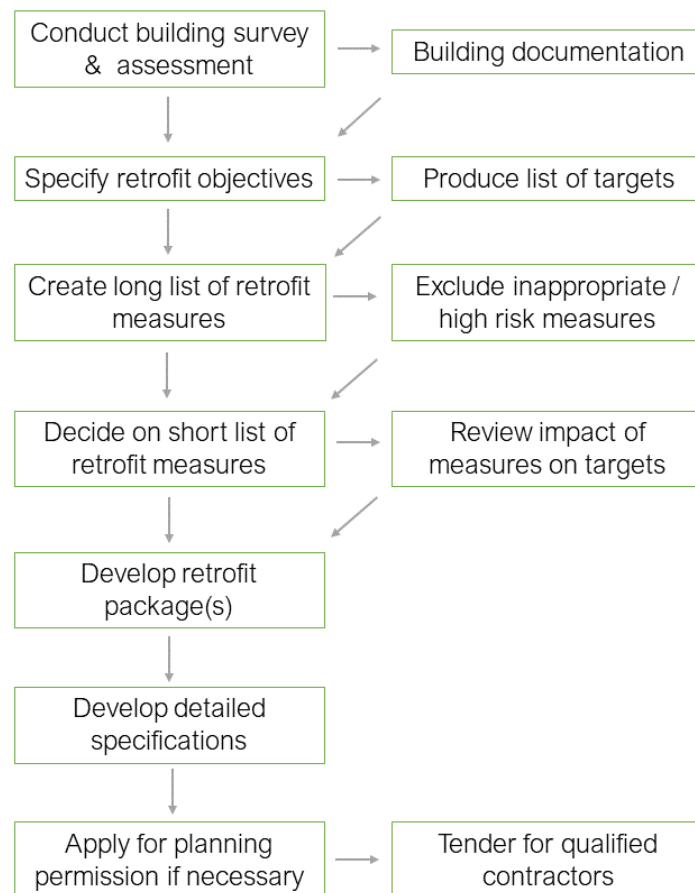 Conduct building survey
& assessment
Building documentation
Specify retrofit objectives
Produce list of targets
Create long list of retrofit
measures
Exclude inappropriate /
high risk measures
Decide on short list of
retrofit measures
Review impact of
measures on targets
Develop retrofit
package(s)
Develop detailed
specifications
Apply for planning
permission if necessary
Tender for qualified
contractors